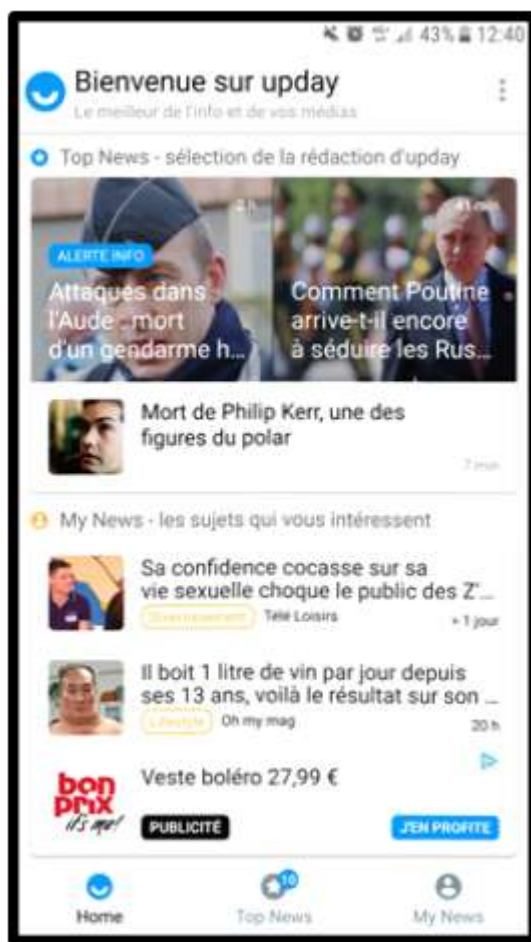 43% 12:40
Bienvenue sur upday
Le meilleur de l'info et de vos médias
Top News - sélection de la rédaction d'upday
2 h
41 min
ALERTE INFO
Attaques dans
l'Aude : mort
d'un gendarme h...
Comment Poutine
arrive-t-il encore
à séduire les Rus...
Mort de Philip Kerr, une des
figures du polar
7 min
My News - les sujets qui vous intéressent
Sa confidence cocasse sur sa
vie sexuelle choque le public des Z'...
Divertissement Télé Loisirs + 1 jour
Il boit 1 litre de vin par jour depuis
ses 13 ans, voilà le résultat sur son ...
Lifestyle Oh my mag 20 h
bon
prix
it's me!
Veste boléro 27,99 €
PUBLICITÉ J'EN PROFITE
10
Home Top News My News